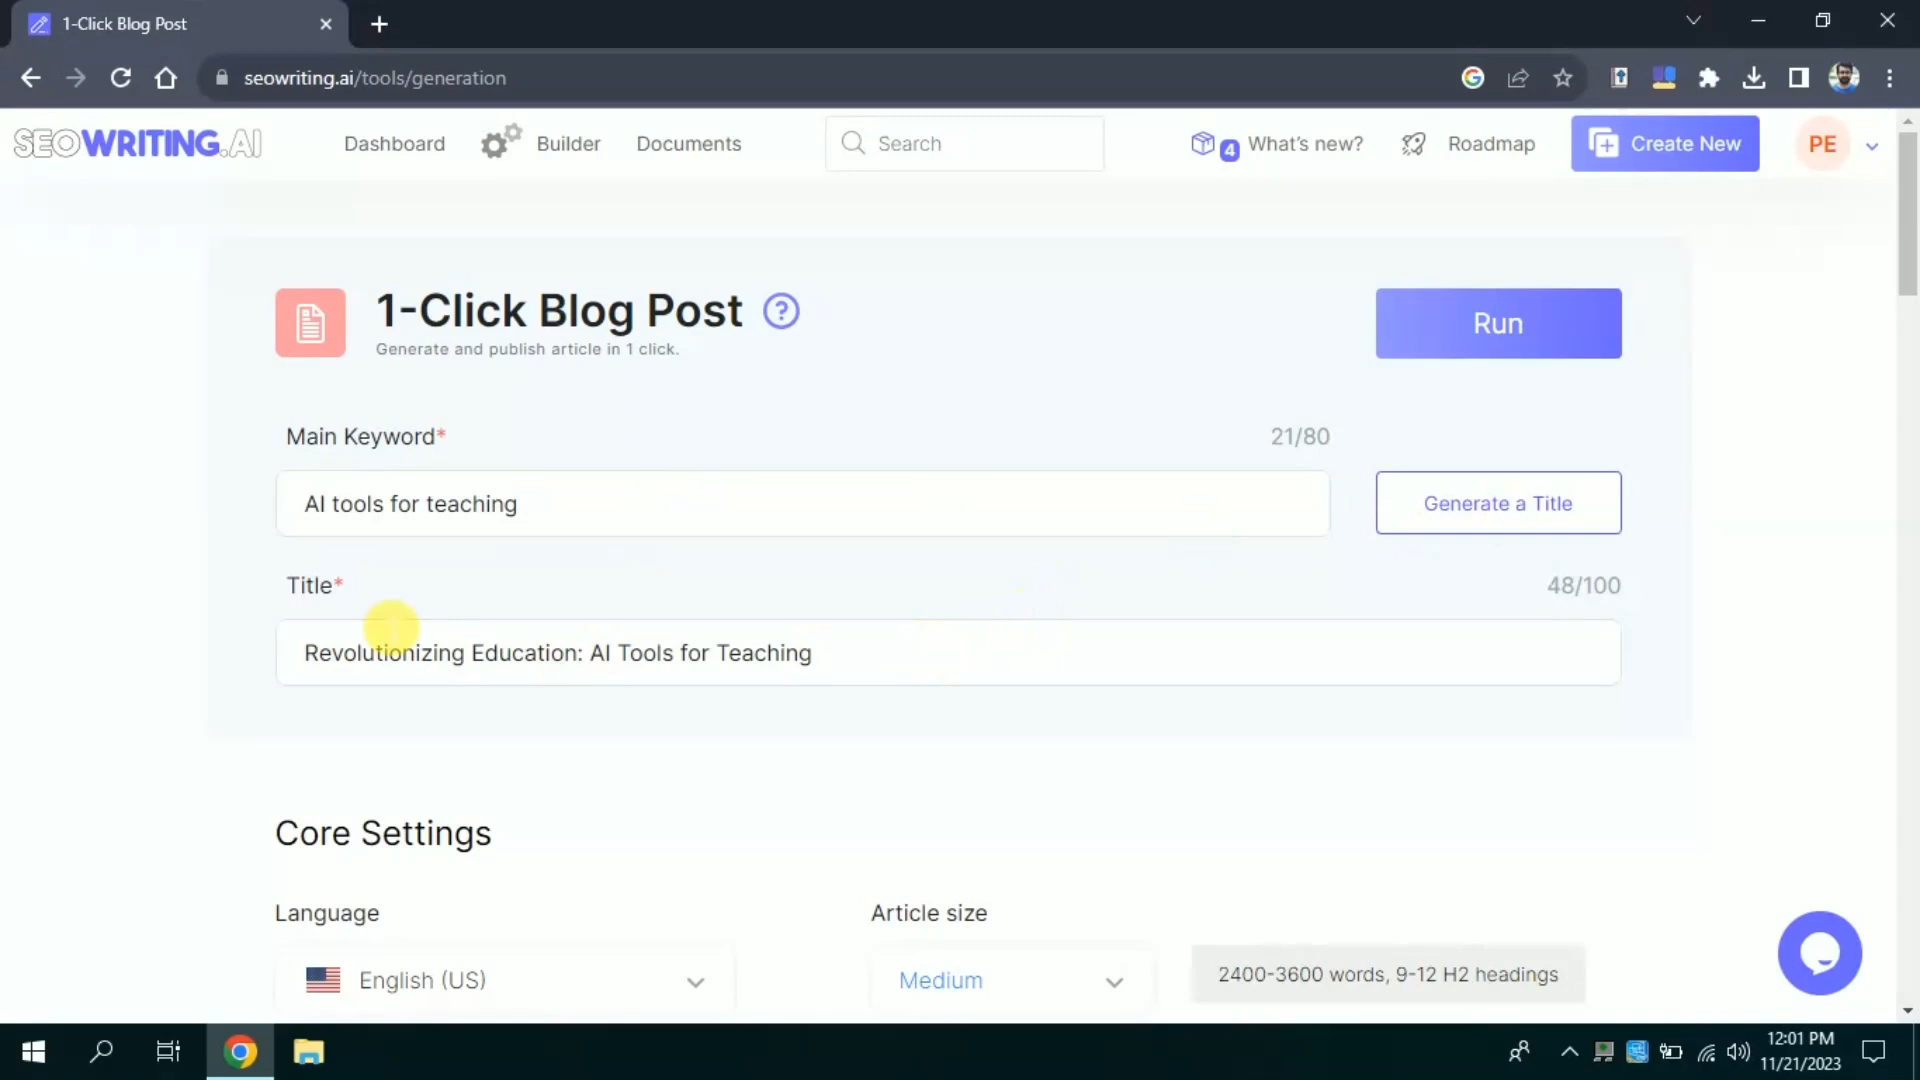 1-Click Blog Post
seowriting.ai/tools/generation
SEOWRITING.AI
Dashboard
Builder
Documents
Search
4
What's new?
Roadmap
Create New
PE
1-Click Blog Post ?
Generate and publish article in 1 click.
Run
Main Keyword*
21/80
AI tools for teaching
Generate a Title
Title*
48/100
Revolutionizing Education: AI Tools for Teaching
Core Settings
Language
Article size
English (US)
Medium
2400-3600 words, 9-12 H2 headings
12:01 PM
11/21/2023